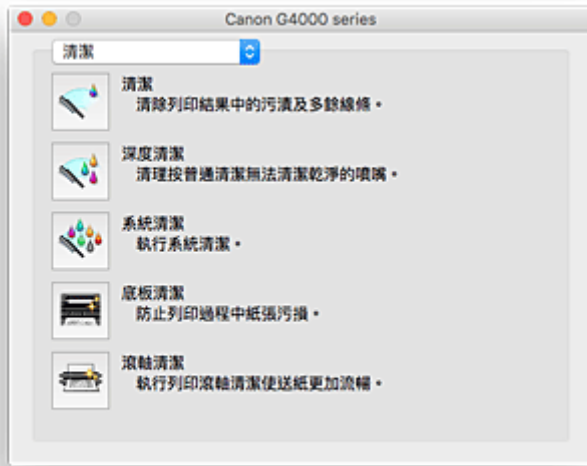 Canon G4000 series
清潔
清潔
清除列印結果中的污漬及多餘線條。
深度清潔
清理按普通清潔無法清潔乾淨的噴嘴。
系統清潔
執行系統清潔。
底板清潔
防止列印過程中紙張污損。
滾軸清潔
執行列印滾軸清潔使送紙更加流暢。